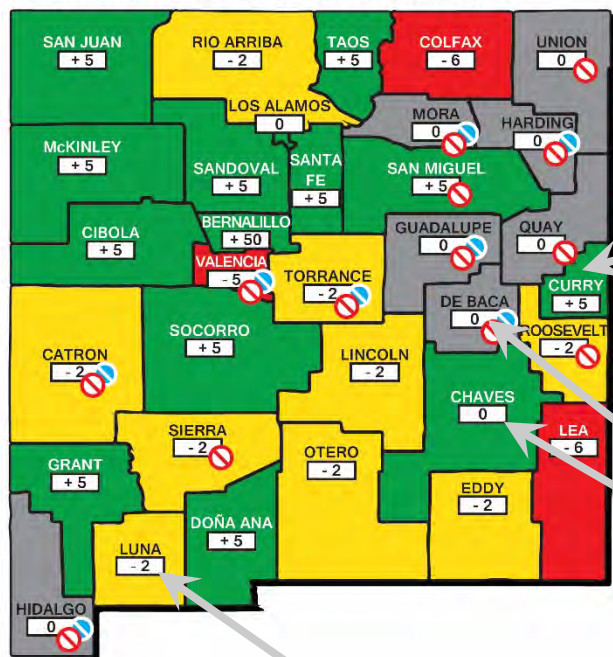 SAN JUAN
+ 5
RIO ARRIBA
- 2
TAOS
+ 5
COLFAX
- 6
UNION
0
LOS ALAMOS
0
MORA
0
HARDING
0
McKINLEY
+ 5
SANDOVAL
+ 5
SANTA
FE
+ 5
SAN MIGUEL
+ 5
CIBOLA
+ 5
BERNALILLO
+ 50
VALENCIA
- 5
TORRANCE
- 2
GUADALUPE
0
QUAY
0
CURRY
+ 5
CATRON
- 2
SOCORRO
+ 5
LINCOLN
- 2
DE BACA
0
ROOSEVELT
- 2
CHAVES
0
SIERRA
- 2
OTERO
- 2
LEA
- 6
GRANT
+ 5
EDDY
- 2
DOÑA ANA
+ 5
LUNA
- 2
HIDALGO
0